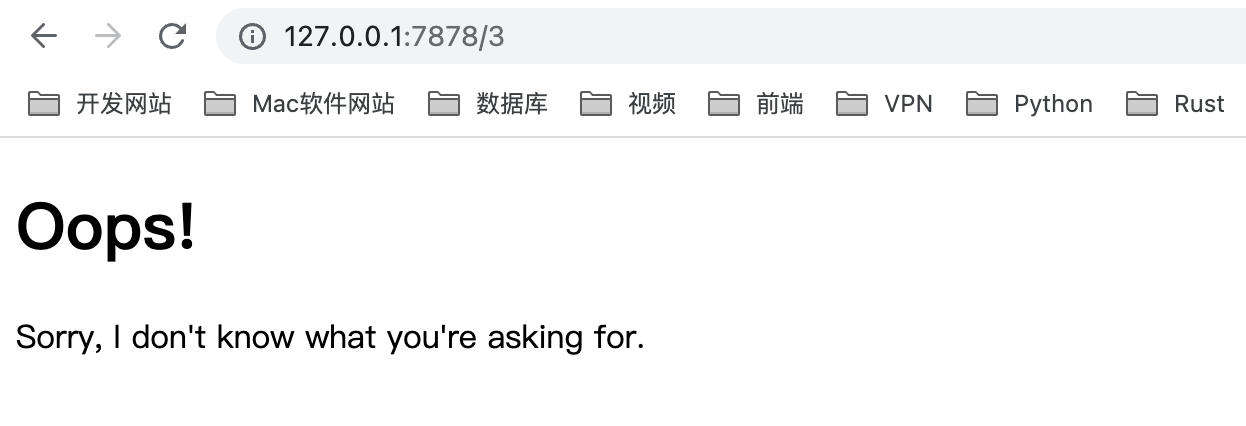 127.0.0.1:7878/3
开发网站 Mac软件网站 数据库 视频 前端 VPN Python Rust
Oops!
Sorry, I don't know what you're asking for.